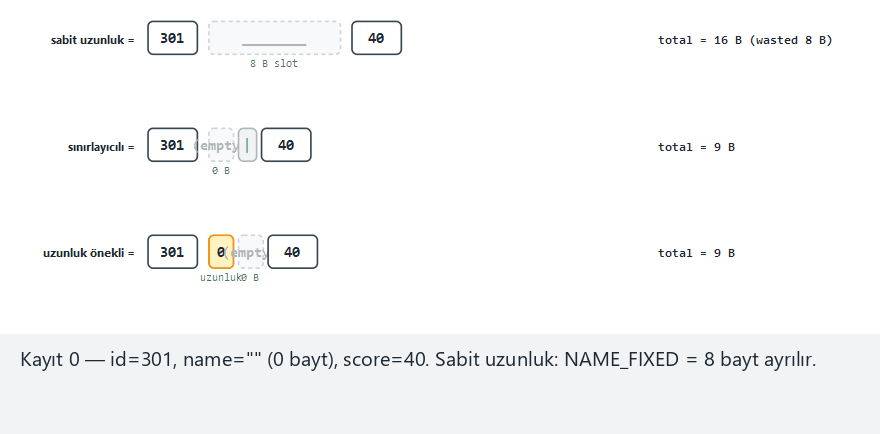 sabit uzunluk = 301 ________ 40 total = 16 B (wasted 8 B)
8 B slot
sınırlayıcılı = 301 (empty | 40 total = 9 B
0 B
uzunluk önekli = 301 0 (empty 40 total = 9 B
uzunluk 0 B
Kayıt 0 — id=301, name="" (0 bayt), score=40. Sabit uzunluk: NAME_FIXED = 8 bayt ayrılır.